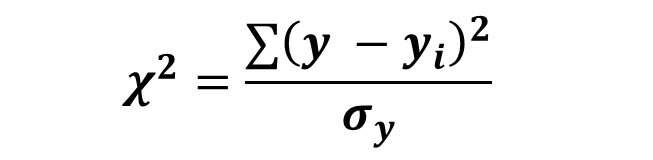 χ² = ∑(y − yᵢ)² / σ_y